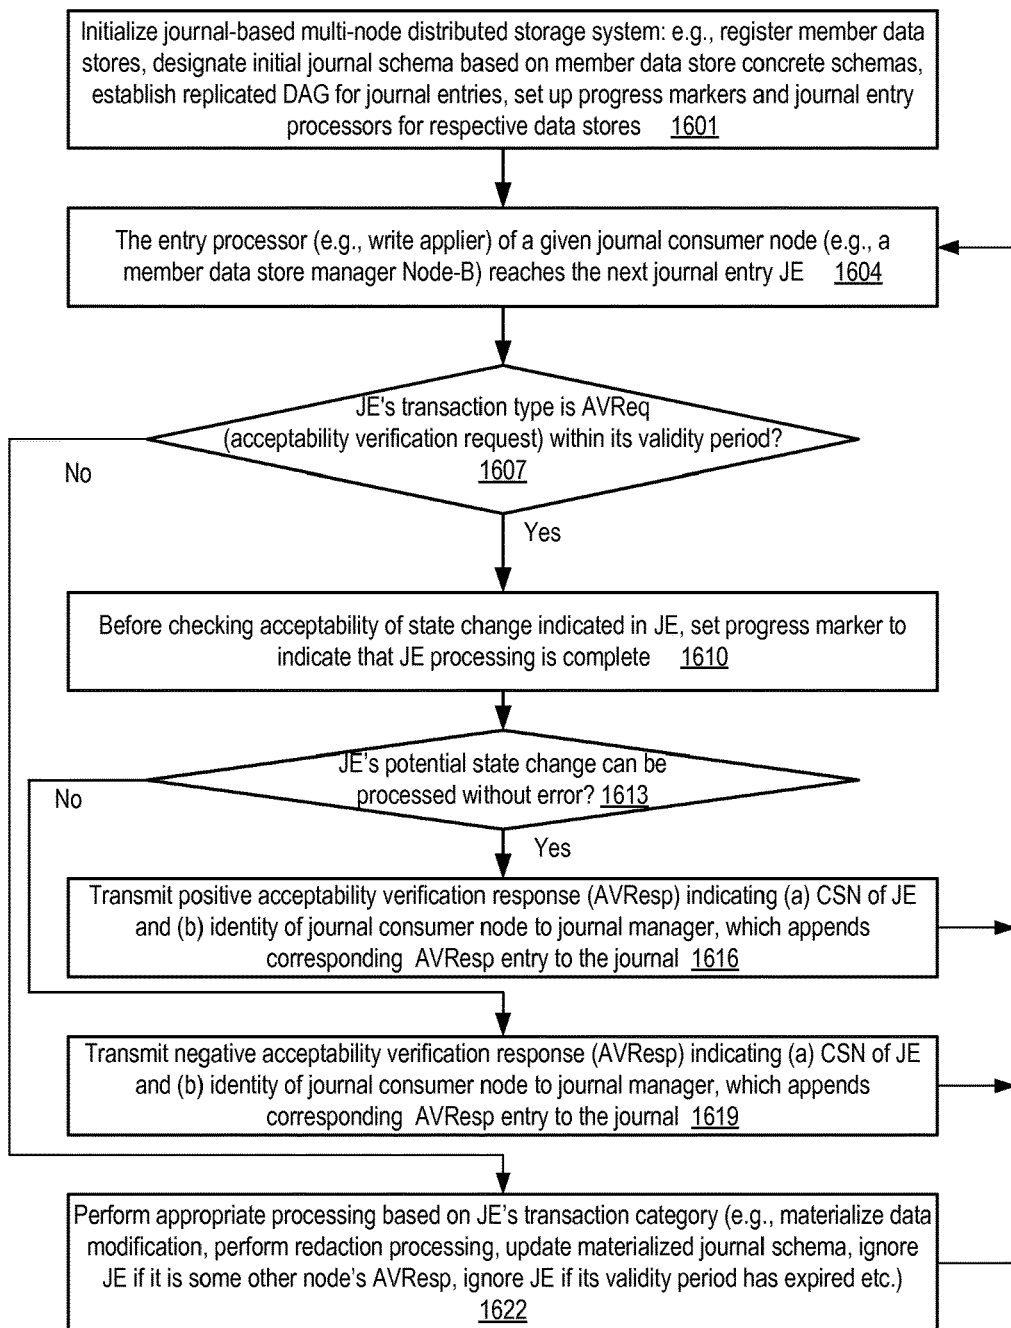 Initialize journal-based multi-node distributed storage system: e.g., register member data
stores, designate initial journal schema based on member data store concrete schemas,
establish replicated DAG for journal entries, set up progress markers and journal entry
processors for respective data stores 1601
The entry processor (e.g., write applier) of a given journal consumer node (e.g., a
member data store manager Node-B) reaches the next journal entry JE 1604
JE's transaction type is AVReq
(acceptability verification request) within its validity period?
1607
No
Yes
Before checking acceptability of state change indicated in JE, set progress marker to
indicate that JE processing is complete 1610
JE's potential state change can be
processed without error? 1613
No
Yes
Transmit positive acceptability verification response (AVResp) indicating (a) CSN of JE
and (b) identity of journal consumer node to journal manager, which appends
corresponding AVResp entry to the journal 1616
Transmit negative acceptability verification response (AVResp) indicating (a) CSN of JE
and (b) identity of journal consumer node to journal manager, which appends
corresponding AVResp entry to the journal 1619
Perform appropriate processing based on JE's transaction category (e.g., materialize data
modification, perform redaction processing, update materialized journal schema, ignore
JE if it is some other node's AVResp, ignore JE if its validity period has expired etc.)
1622